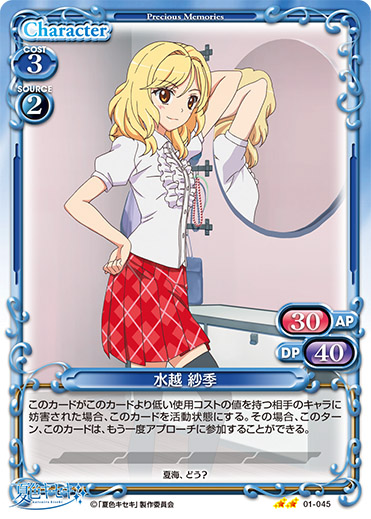 Precious Memories
Character
COST
3
SOURCE
2
30 AP
DP 40
水越 紗季
このカードがこのカードより低い使用コストの値を持つ相手のキャラに
妨害された場合、このカードを活動状態にする。その場合、このター
ン、このカードは、もう一度アプローチに参加することができる。
夏海、どう?
夏色キセキ
©「夏色キセキ」製作委員会
01-045